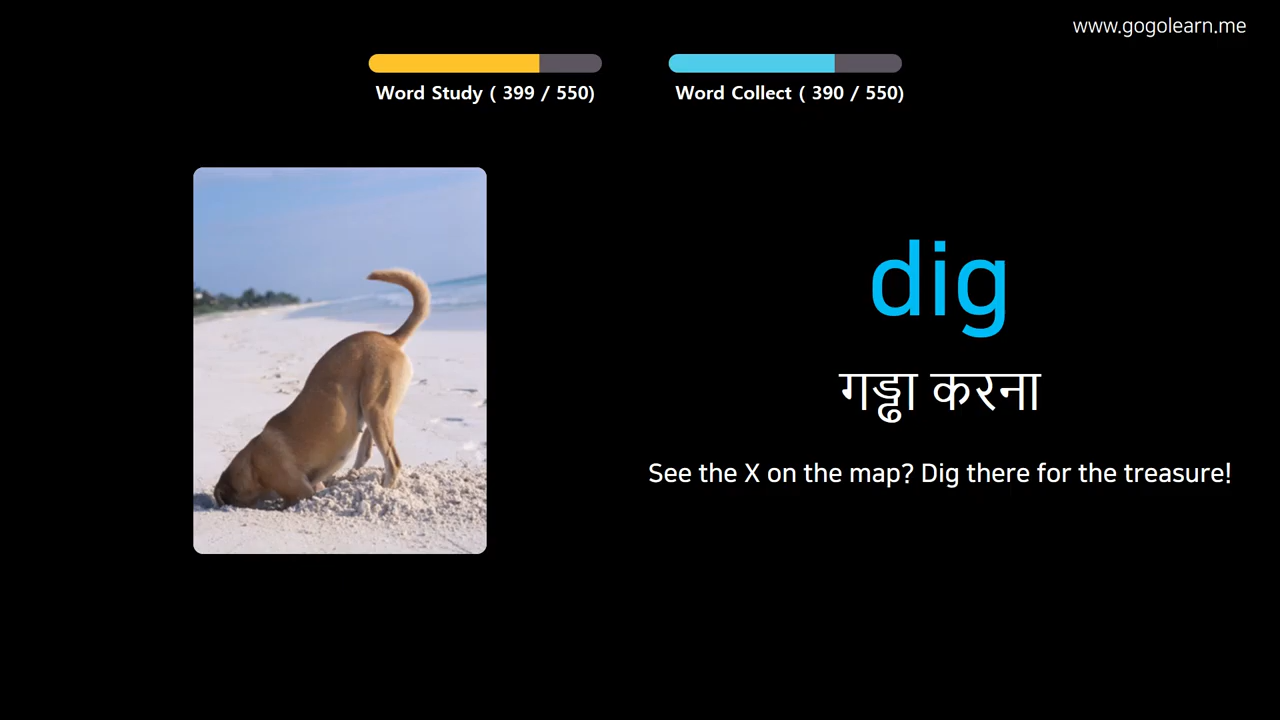 www.gogolearn.me
Word Study ( 399 / 550)
Word Collect ( 390 / 550)
dig
गड्ढा करना
See the X on the map? Dig there for the treasure!